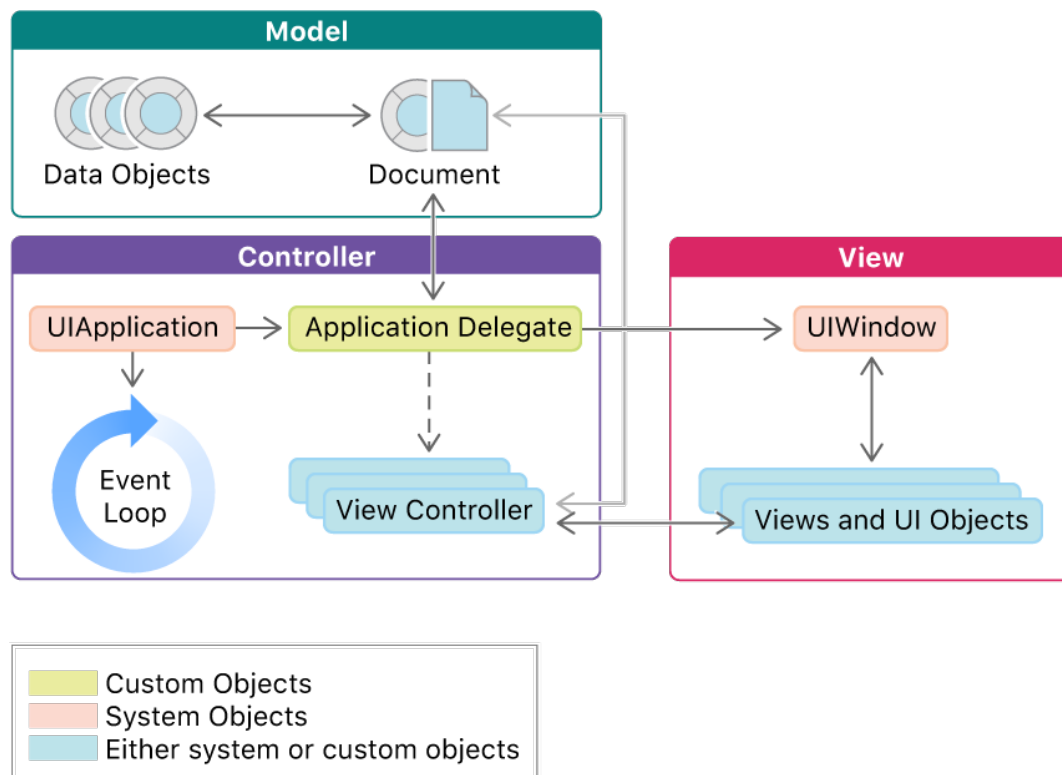 Model
Data Objects
Document
Controller
View
UIApplication
Application Delegate
UIWindow
Event
Loop
View Controller
Views and UI Objects
Custom Objects
System Objects
Either system or custom objects